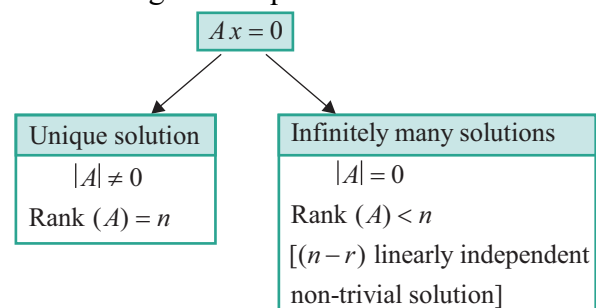 Ax = 0
Unique solution
|A| ≠ 0
Rank (A) = n
Infinitely many solutions
|A| = 0
Rank (A) < n
[(n − r) linearly independent
non-trivial solution]